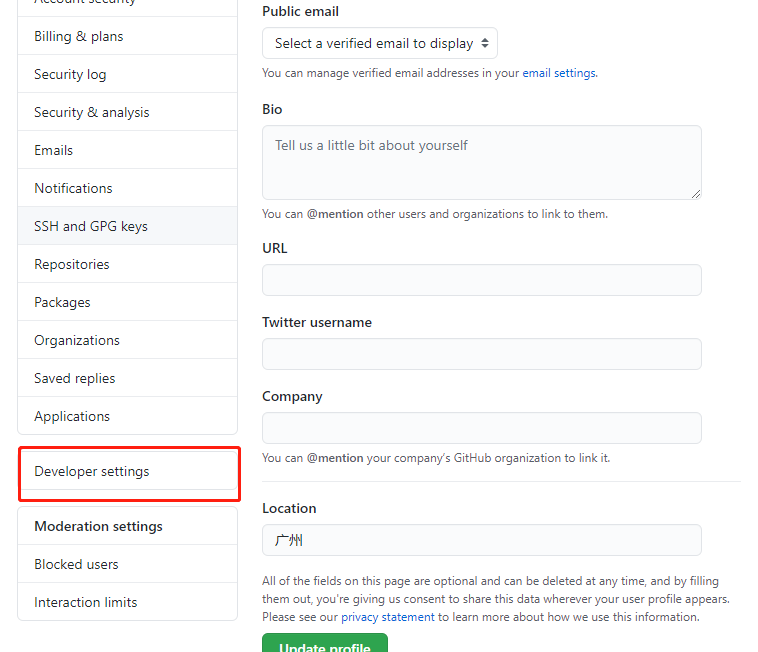 Account security
Billing & plans
Security log
Security & analysis
Emails
Notifications
SSH and GPG keys
Repositories
Packages
Organizations
Saved replies
Applications
Developer settings
Moderation settings
Blocked users
Interaction limits
Public email
Select a verified email to display
You can manage verified email addresses in your email settings.
Bio
Tell us a little bit about yourself
You can @mention other users and organizations to link to them.
URL
Twitter username
Company
You can @mention your company's GitHub organization to link it.
Location
广州
All of the fields on this page are optional and can be deleted at any time, and by filling
them out, you're giving us consent to share this data wherever your user profile appears.
Please see our privacy statement to learn more about how we use this information.
Update profile